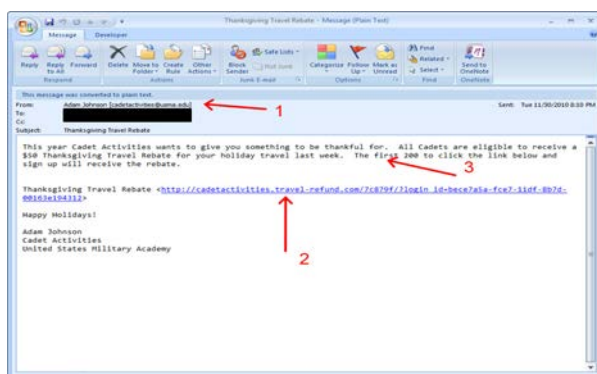 Thanksgiving Travel Rebate - Message (Plain Text)
Message Developer
Reply Reply to All Forward Delete Move to Folder Create Rule Other Actions Block Sender Safe Lists Not Junk Categorize Follow Up Mark as Unread Find Related Select Send to OneNote
Respond Actions Junk E-mail Options Find OneNote
This message was converted to plain text.
From: Adam Johnson [cadetactivities@usma.edu] 1 Sent: Tue 11/30/2010 8:10 PM
To:
Cc:
Subject: Thanksgiving Travel Rebate
This year Cadet Activities wants to give you something to be thankful for. All Cadets are eligible to receive a
$50 Thanksgiving Travel Rebate for your holiday travel last week. The first 200 to click the link below and
sign up will receive the rebate.
3
Thanksgiving Travel Rebate <http://cadetactivities.travel-refund.com/7c879f/?login_id=bece7a5a-fce7-11df-8b7d-
00163e194312>
Happy Holidays!
2
Adam Johnson
Cadet Activities
United States Military Academy